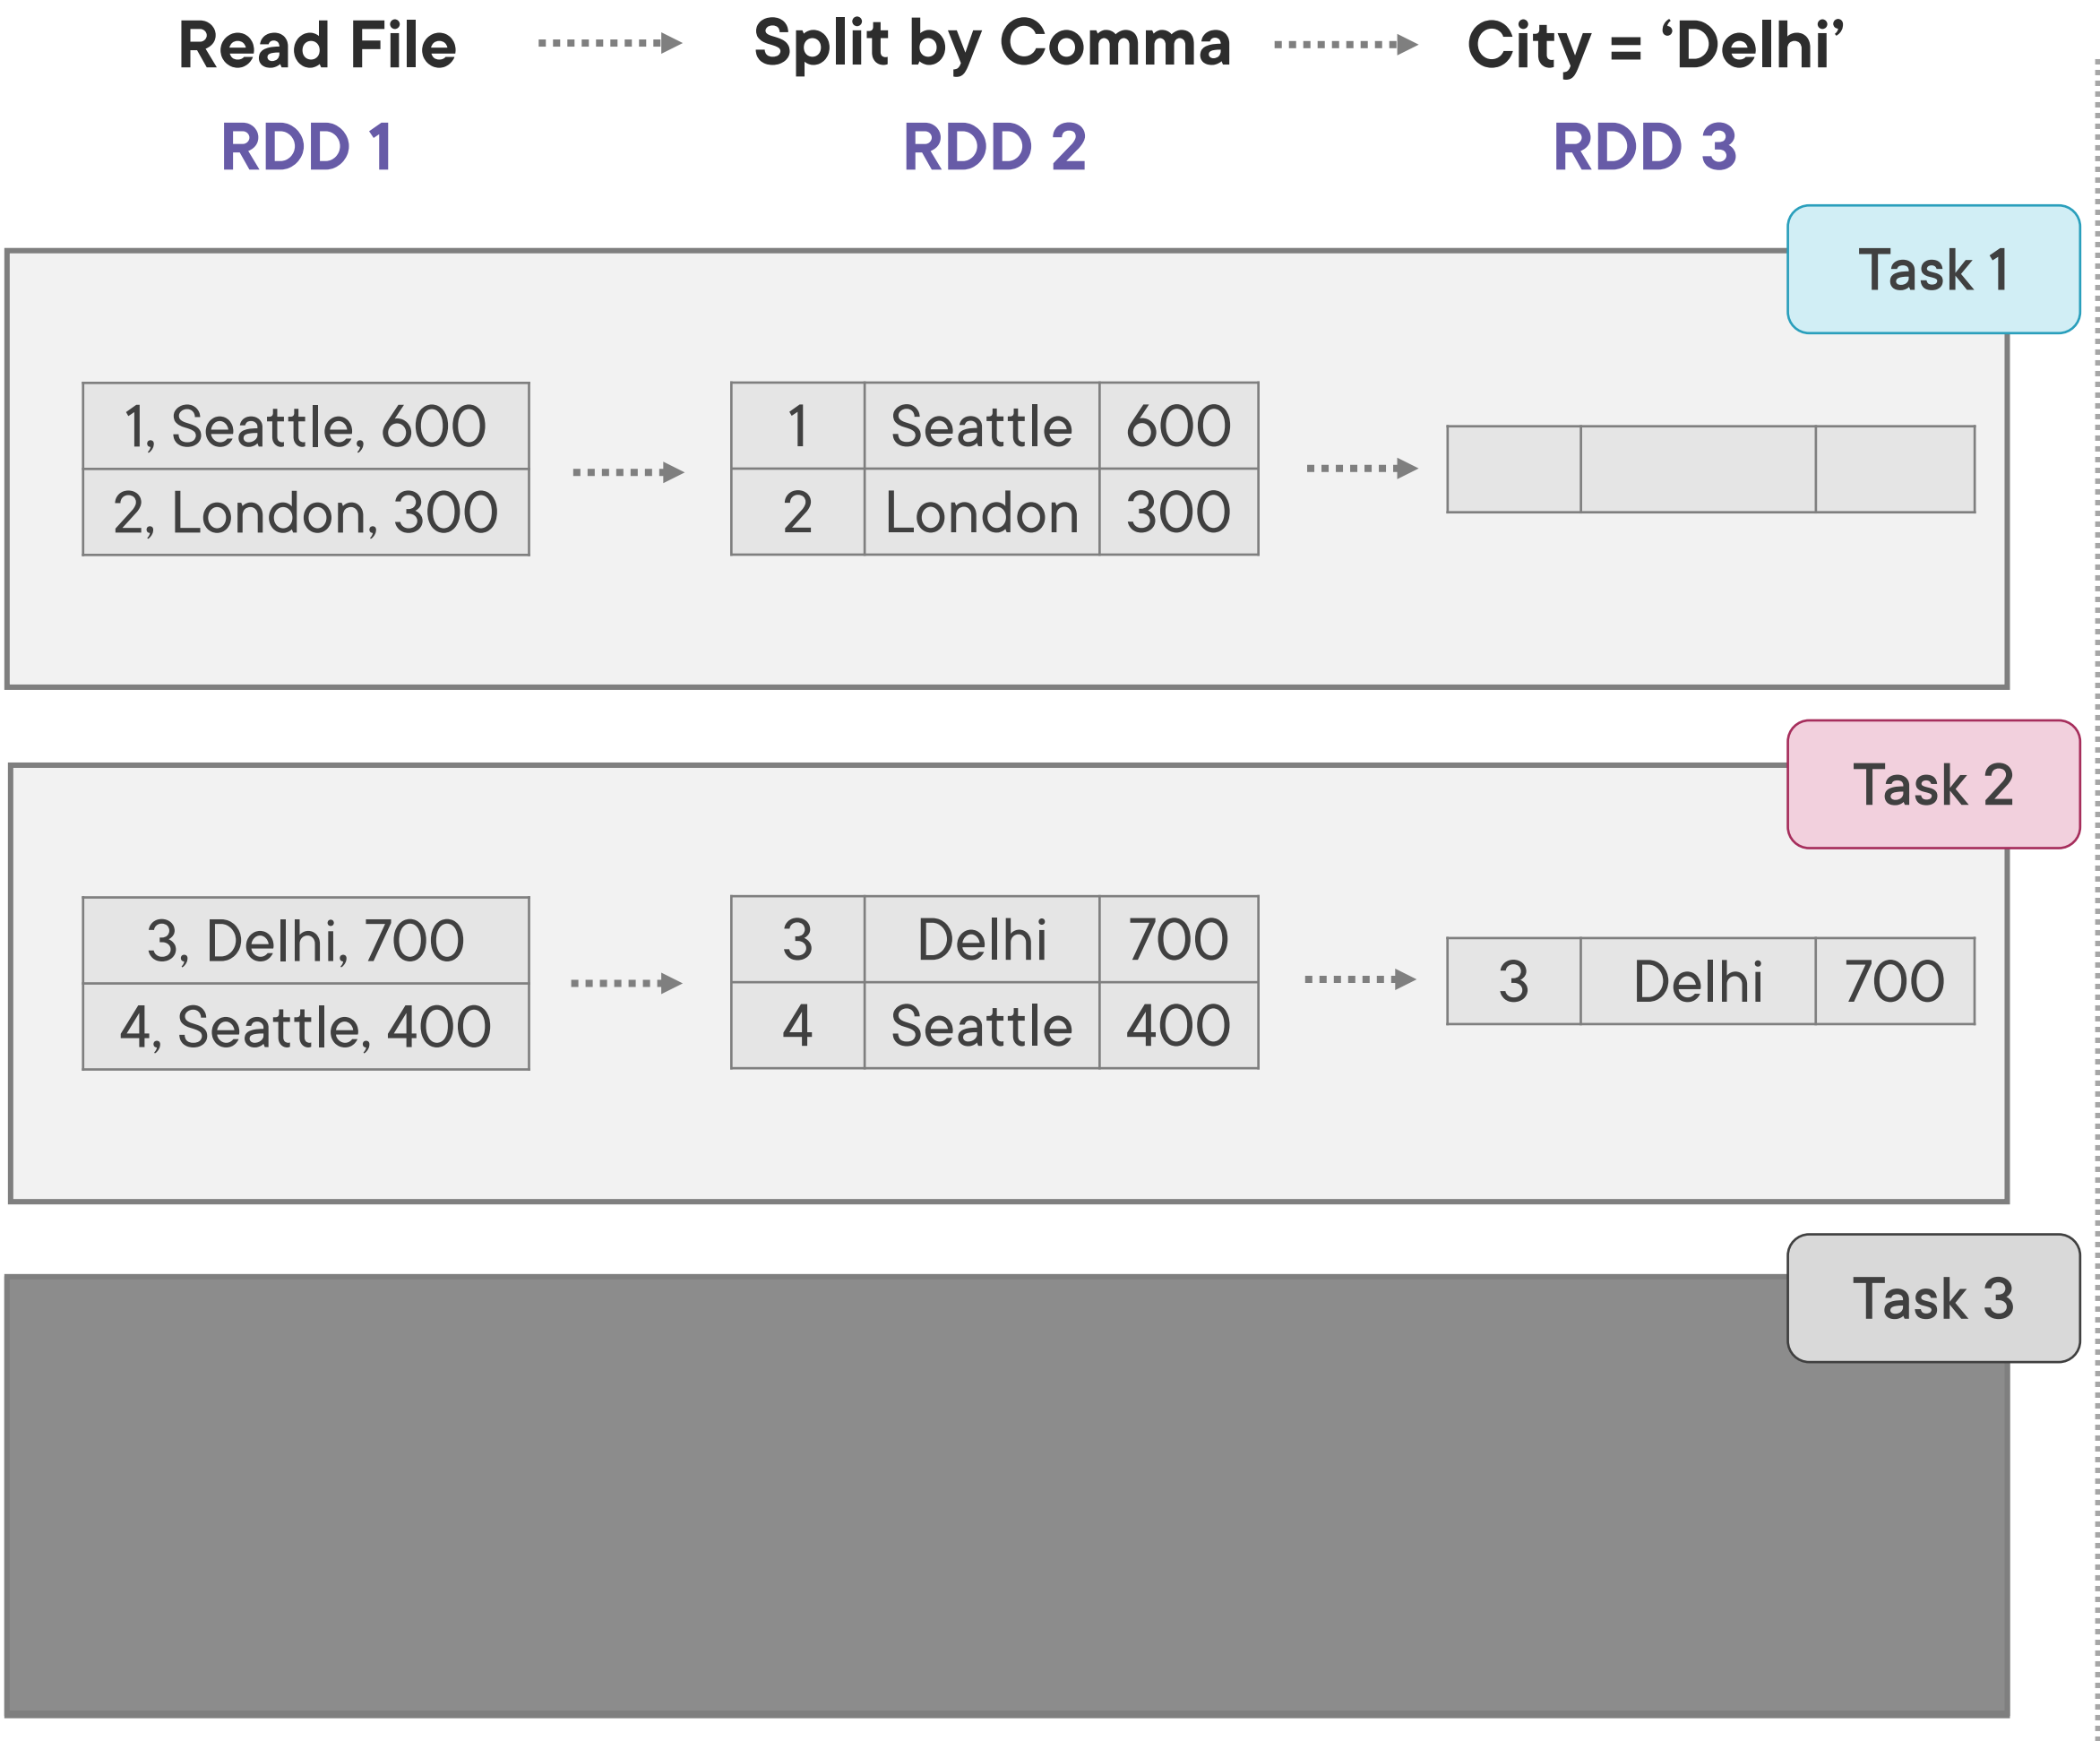 Read File
Split by Comma
City = ‘Delhi’
RDD 1
RDD 2
RDD 3
Task 1
1, Seattle, 600
2, London, 300
1 Seattle 600
2 London 300
Task 2
3, Delhi, 700
4, Seattle, 400
3 Delhi 700
4 Seattle 400
3 Delhi 700
Task 3